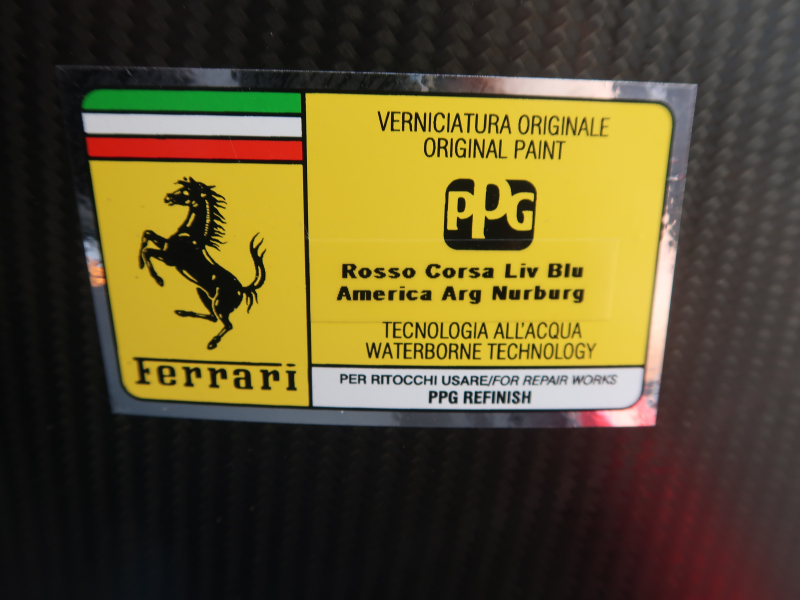 Ferrari
VERNICIATURA ORIGINALE
ORIGINAL PAINT
PPG
Rosso Corsa Liv Blu
America Arg Nurburg
TECNOLOGIA ALL'ACQUA
WATERBORNE TECHNOLOGY
PER RITOCCHI USARE/FOR REPAIR WORKS
PPG REFINISH